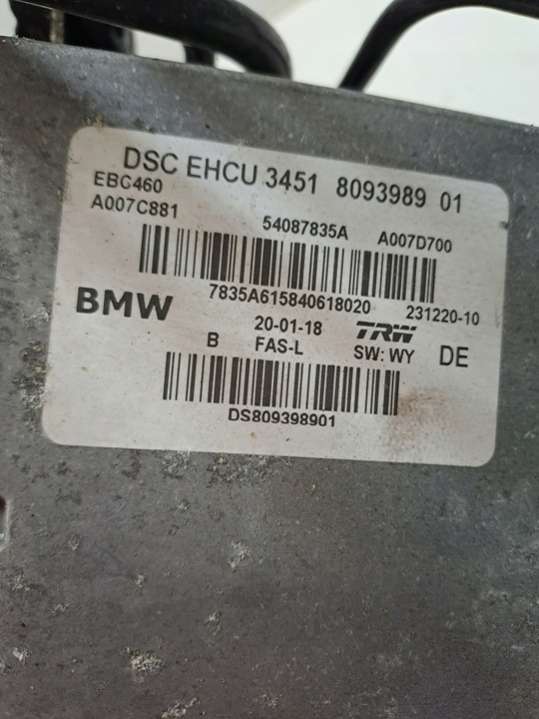 DSC EHCU 3451 8093989 01
EBC460
A007C881 54087835A A007D700
7835A615840618020 231220-10
BMW 20-01-18 TRW
B FAS-L SW: WY DE
DS809398901